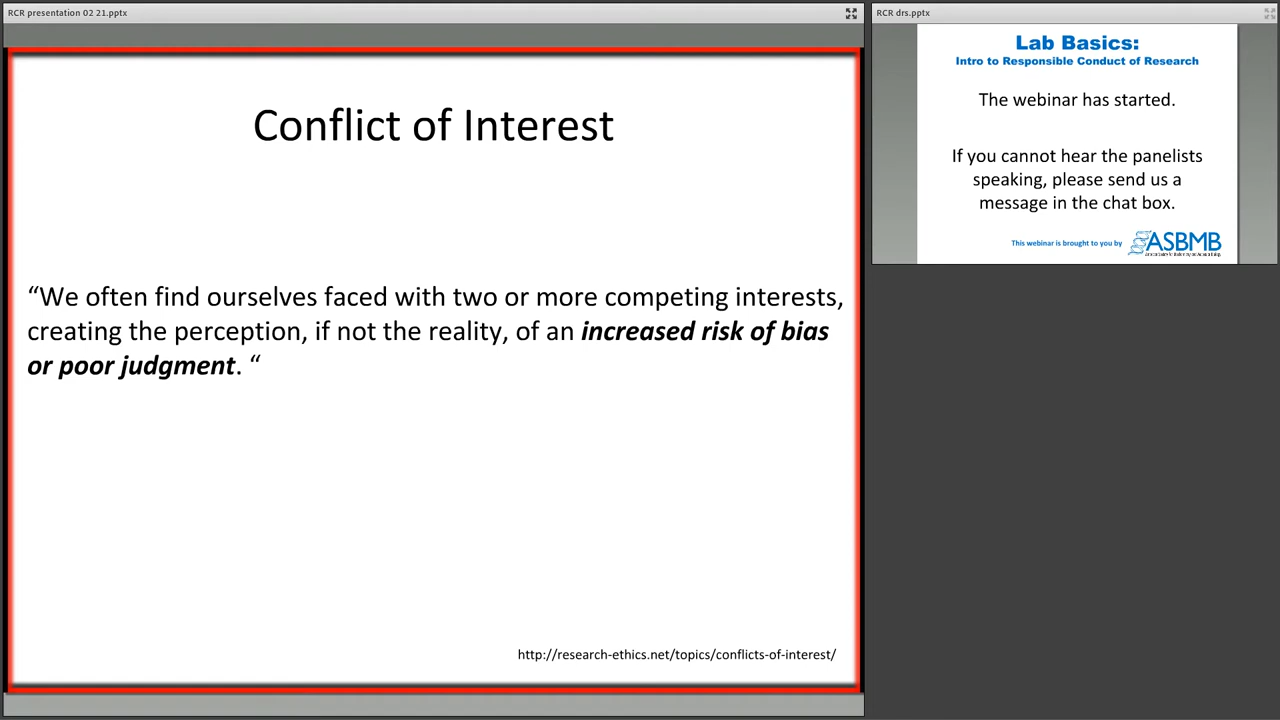 RCR presentation 02 21.pptx
Conflict of Interest
“We often find ourselves faced with two or more competing interests,
creating the perception, if not the reality, of an increased risk of bias
or poor judgment. “
http://research-ethics.net/topics/conflicts-of-interest/
RCR drs.pptx
Lab Basics:
Intro to Responsible Conduct of Research
The webinar has started.
If you cannot hear the panelists
speaking, please send us a
message in the chat box.
This webinar is brought to you by
ASBMB